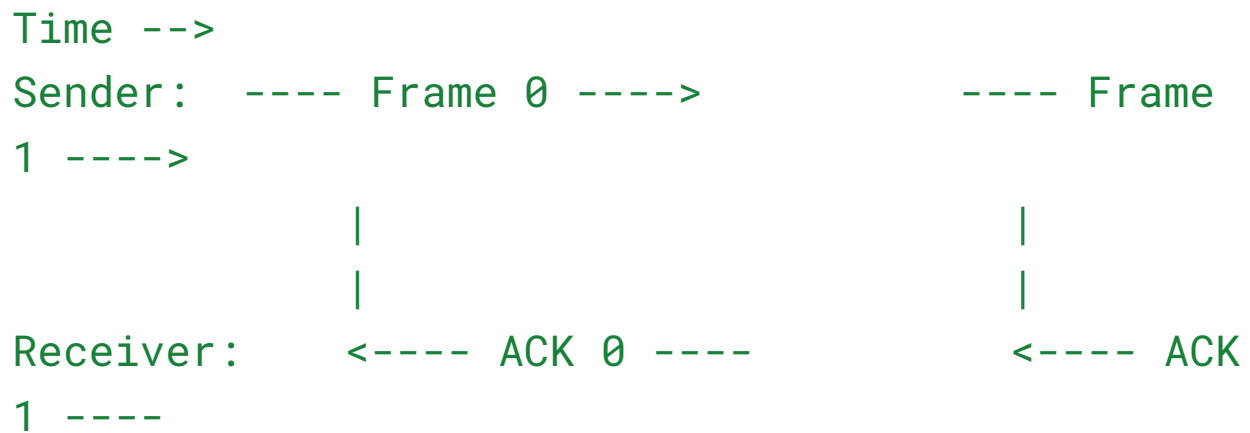 Time -->
Sender:  ---- Frame 0 ---->            ---- Frame
1 ---->
                |                               |
                |                               |
Receiver:     <---- ACK 0 ----            <---- ACK
1 ----